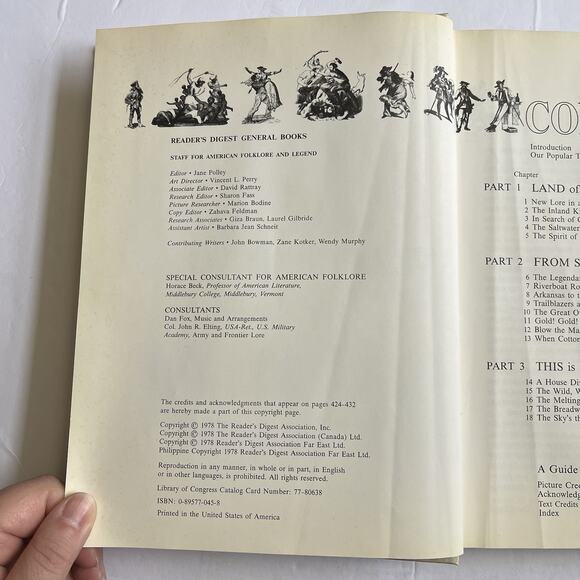 READER'S DIGEST GENERAL BOOKS
STAFF FOR AMERICAN FOLKLORE AND LEGEND
Editor • Jane Polley
Art Director • Vincent L. Perry
Associate Editor • David Rattray
Research Editor • Sharon Fass
Picture Researcher • Marion Bodine
Copy Editor • Zahava Feldman
Research Associates • Giza Braun, Laurel Gilbride
Assistant Artist • Barbara Jean Schneit
Contributing Writers • John Bowman, Zane Kotker, Wendy Murphy
SPECIAL CONSULTANT FOR AMERICAN FOLKLORE
Horace Beck, Professor of American Literature,
Middlebury College, Middlebury, Vermont
CONSULTANTS
Dan Fox, Music and Arrangements
Col. John R. Elting, USA-Ret., U.S. Military
Academy, Army and Frontier Lore
The credits and acknowledgments that appear on pages 424-432
are hereby made a part of this copyright page.
Copyright © 1978 The Reader's Digest Association, Inc.
Copyright © 1978 The Reader's Digest Association (Canada) Ltd.
Copyright © 1978 Reader's Digest Association Far East Ltd.
Philippine Copyright 1978 Reader's Digest Association Far East Ltd.
Reproduction in any manner, in whole or in part, in English
or in other languages, is prohibited. All rights reserved.
Library of Congress Catalog Card Number: 77-80638
ISBN: 0-89577-045-8
Printed in the United States of America
CO
Introduction
Our Popular T
Chapter
PART 1 LAND of
1 New Lore in a
2 The Inland K
3 In Search of
4 The Saltwater
5 The Spirit of
PART 2 FROM S
6 The Legenda
7 Riverboat Ro
8 Arkansas to t
9 Trailblazers a
10 The Great O
11 Gold! Gold!
12 Blow the Ma
13 When Cotton
PART 3 THIS is
14 A House Di
15 The Wild, W
16 The Melting
17 The Breadw
18 The Sky's th
A Guide
Picture Cre
Acknowledg
Text Credits
Index